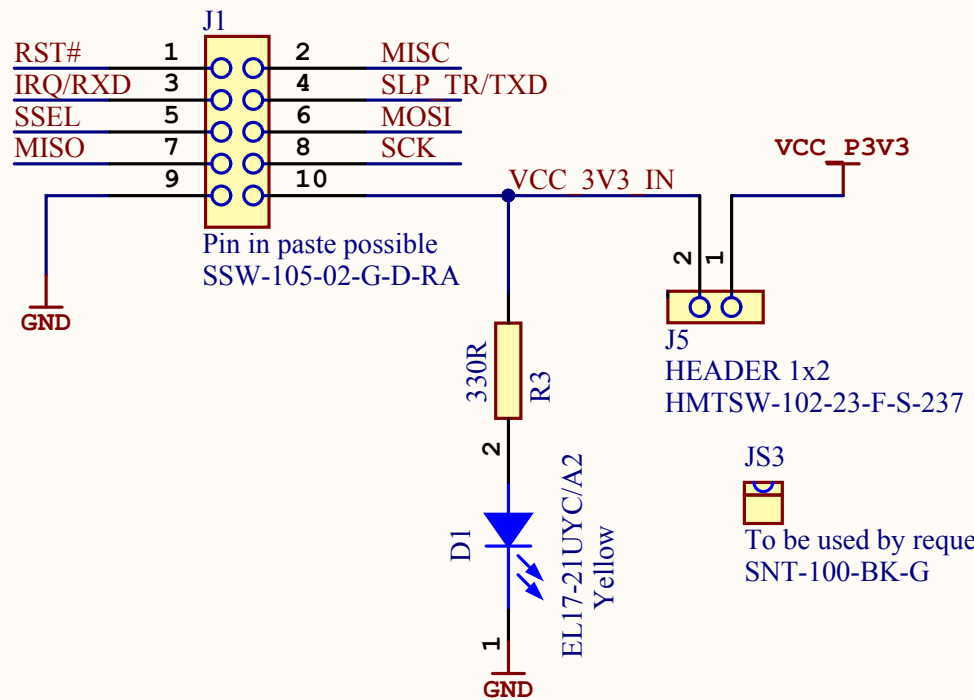 J1
RST# 1 2 MISC
IRQ/RXD 3 4 SLP_TR/TXD
SSEL 5 6 MOSI
MISO 7 8 SCK
9 10 VCC_3V3_IN
VCC_P3V3
GND
Pin in paste possible
SSW-105-02-G-D-RA
2 1
J5
HEADER 1x2
HMTSW-102-23-F-S-237
330R
R3
2
D1
EL17-21UYC/A2
Yellow
1
GND
JS3
To be used by reque
SNT-100-BK-G